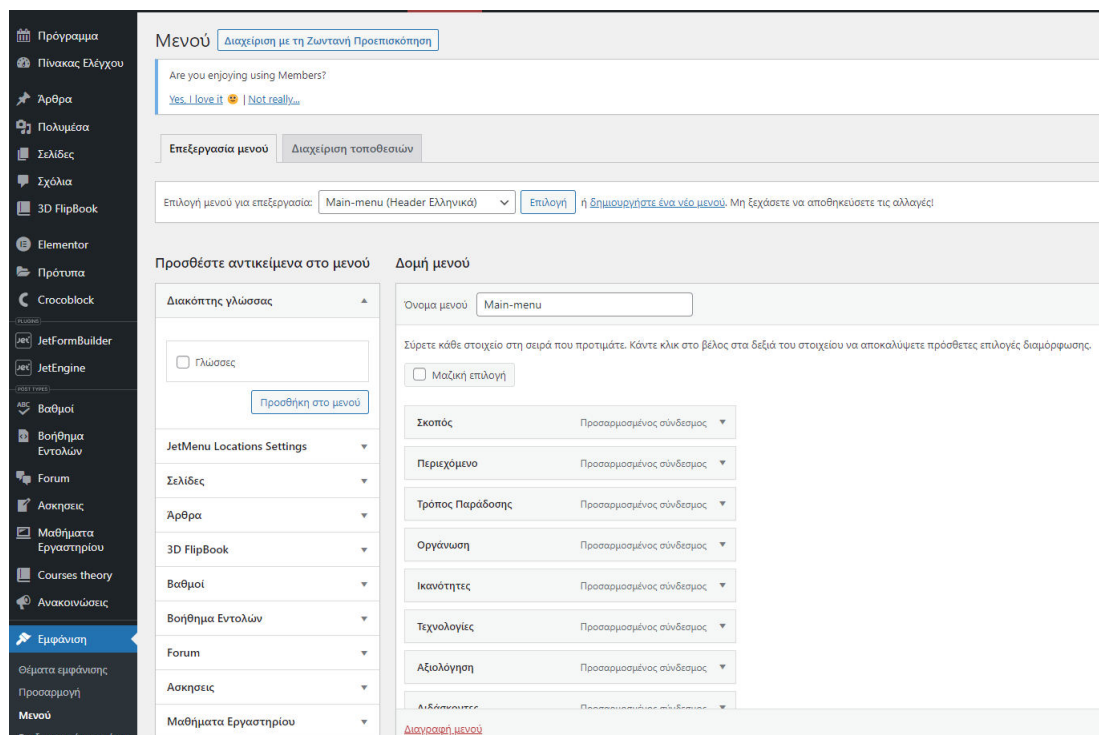 Πρόγραμμα
Πίνακας Ελέγχου
Άρθρα
Πολυμέσα
Σελίδες
Σχόλια
3D FlipBook
Elementor
Πρότυπα
Crocoblock
PLUGINS
JetFormBuilder
JetEngine
POST TYPES
Βαθμοί
Βοήθημα
Εντολών
Forum
Ασκησεις
Μαθήματα
Εργαστηρίου
Courses theory
Ανακοινώσεις
Εμφάνιση
Θέματα εμφάνισης
Προσαρμογή
Μενού
Μενού Διαχείριση με τη Ζωντανή Προεπισκόπηση
Are you enjoying using Members?
Yes, I love it | Not really...
Επεξεργασία μενού Διαχείριση τοποθεσιών
Επιλογή μενού για επεξεργασία: Main-menu (Header Ελληνικά) Επιλογή ή δημιουργήστε ένα νέο μενού. Μη ξεχάσετε να αποθηκεύσετε τις αλλαγές!
Προσθέστε αντικείμενα στο μενού
Διακόπτης γλώσσας
Γλώσσες
Προσθήκη στο μενού
JetMenu Locations Settings
Σελίδες
Άρθρα
3D FlipBook
Βαθμοί
Βοήθημα Εντολών
Forum
Ασκησεις
Μαθήματα Εργαστηρίου
Δομή μενού
Όνομα μενού Main-menu
Σύρετε κάθε στοιχείο στη σειρά που προτιμάτε. Κάντε κλικ στο βέλος στα δεξιά του στοιχείου να αποκαλύψετε πρόσθετες επιλογές διαμόρφωσης.
Μαζική επιλογή
Σκοπός Προσαρμοσμένος σύνδεσμος
Περιεχόμενο Προσαρμοσμένος σύνδεσμος
Τρόπος Παράδοσης Προσαρμοσμένος σύνδεσμος
Οργάνωση Προσαρμοσμένος σύνδεσμος
Ικανότητες Προσαρμοσμένος σύνδεσμος
Τεχνολογίες Προσαρμοσμένος σύνδεσμος
Αξιολόγηση Προσαρμοσμένος σύνδεσμος
Διδάσκοντες Προσαρμοσμένος σύνδεσμος
Διαγραφή μενού